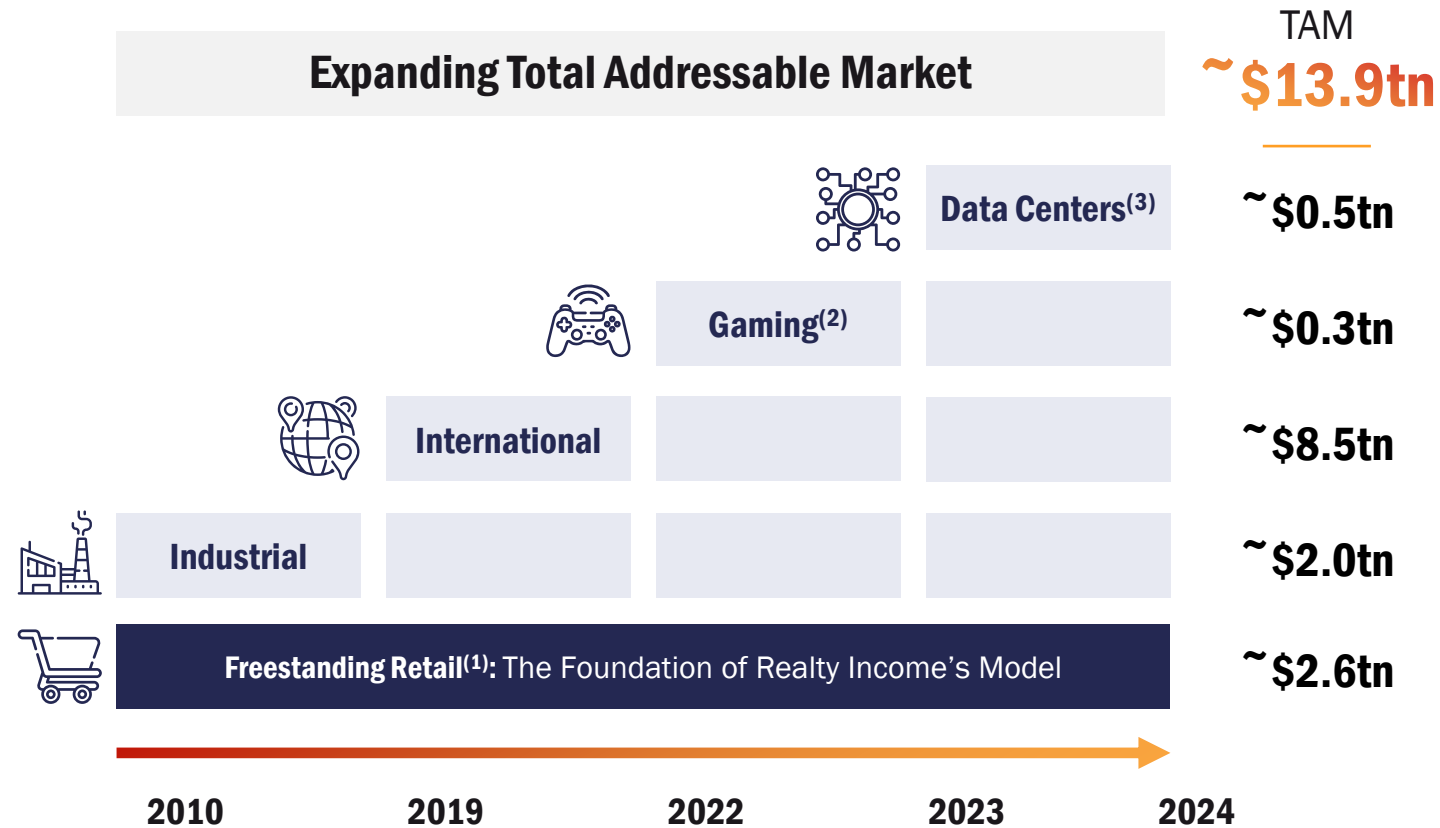 TAM
Expanding Total Addressable Market
~$13.9tn
Data Centers(3)
~$0.5tn
Gaming(2)
~$0.3tn
International
~$8.5tn
Industrial
~$2.0tn
Freestanding Retail(1): The Foundation of Realty Income’s Model
~$2.6tn
2010 2019 2022 2023 2024